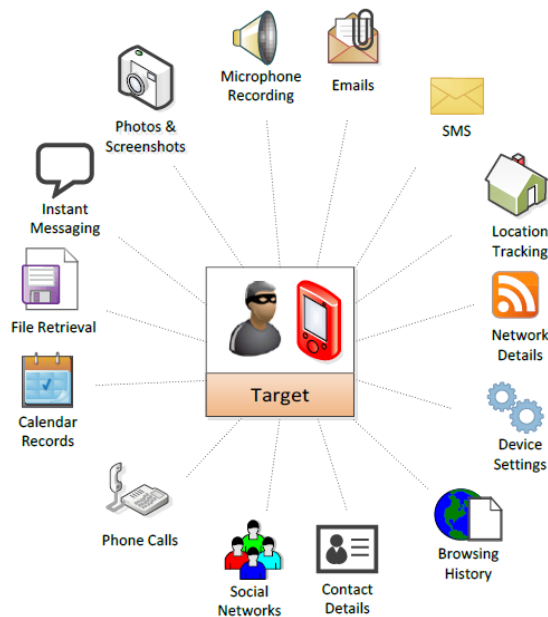 Microphone
Recording
Emails
SMS
Photos &
Screenshots
Instant
Messaging
Location
Tracking
File Retrieval
Network
Details
Target
Calendar
Records
Device
Settings
Phone Calls
Browsing
History
Social
Networks
Contact
Details